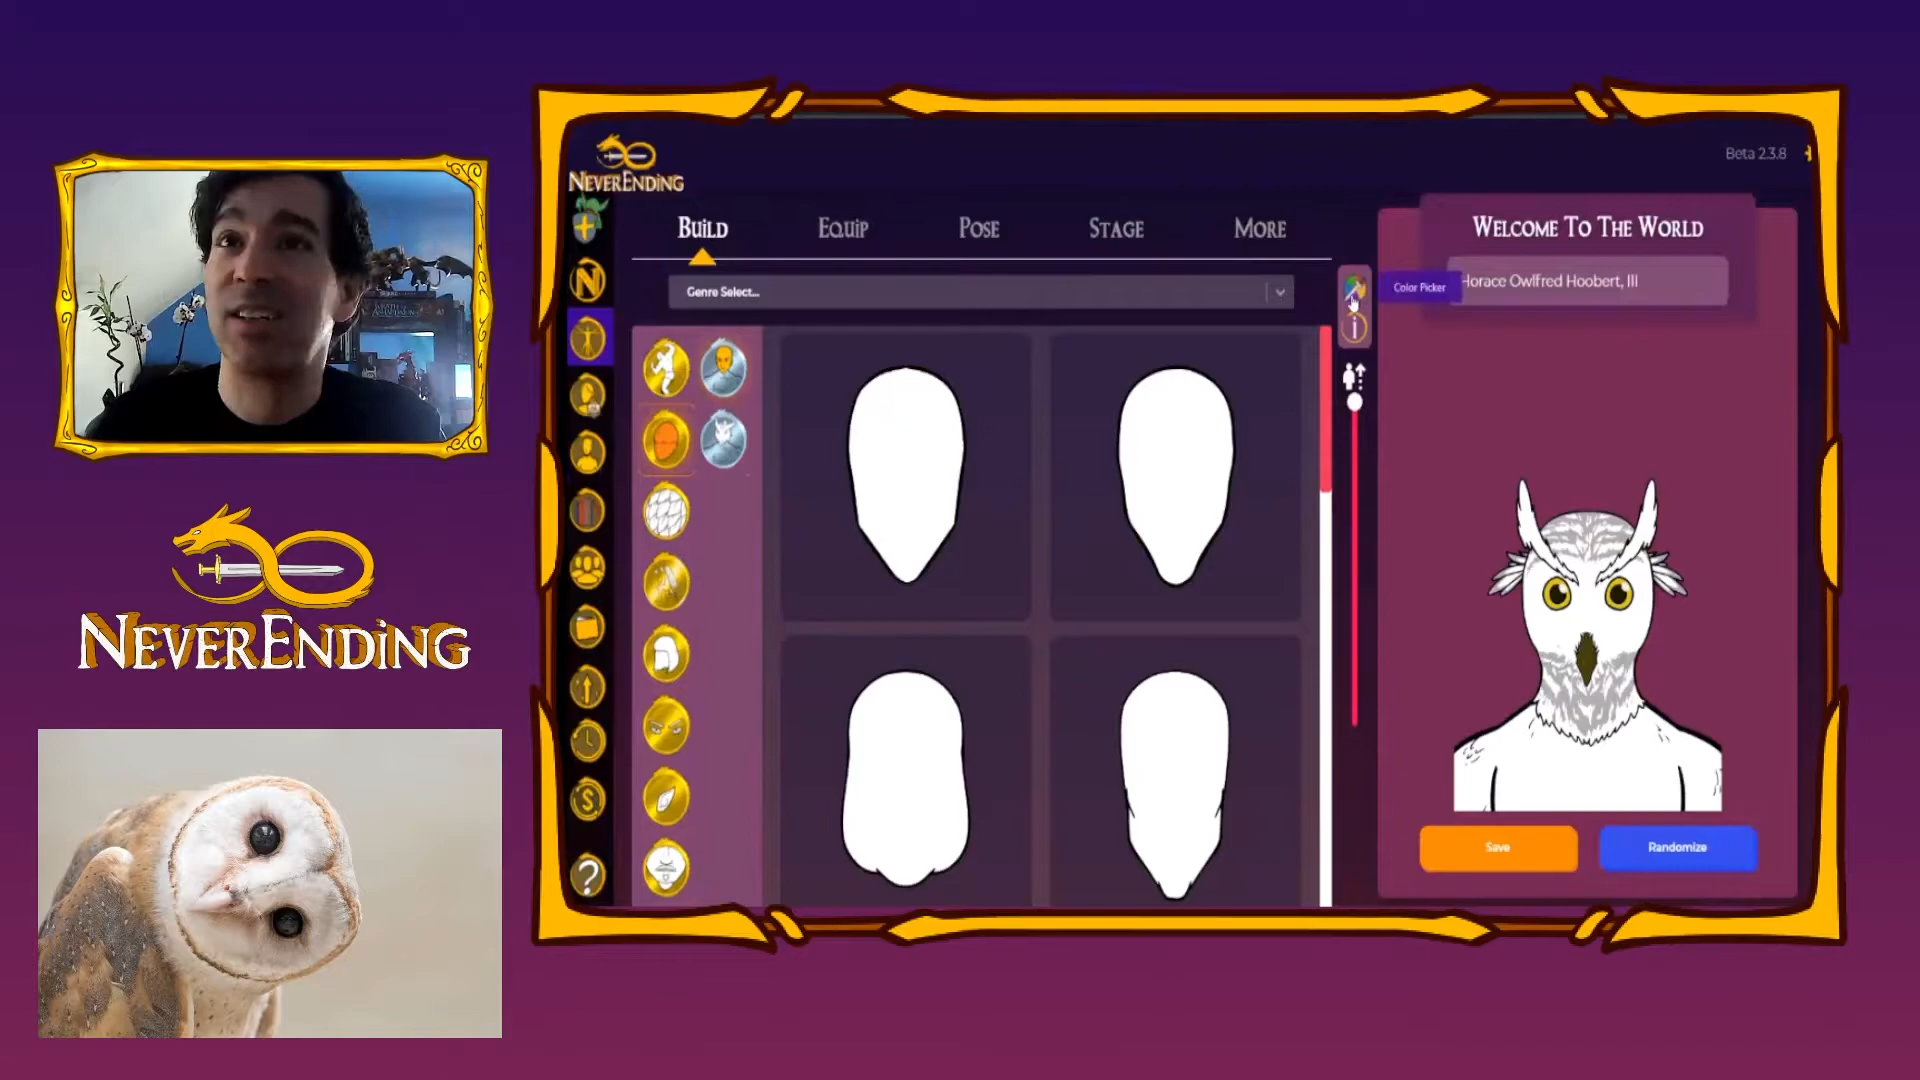 NEVERENDING
Beta 2.3.8
BUILD
EQUIP
POSE
STAGE
MORE
WELCOME TO THE WORLD
Genre Select...
Color Picker
Horace Owlfred Hoobert, III
NEVERENDING
Save
Randomize